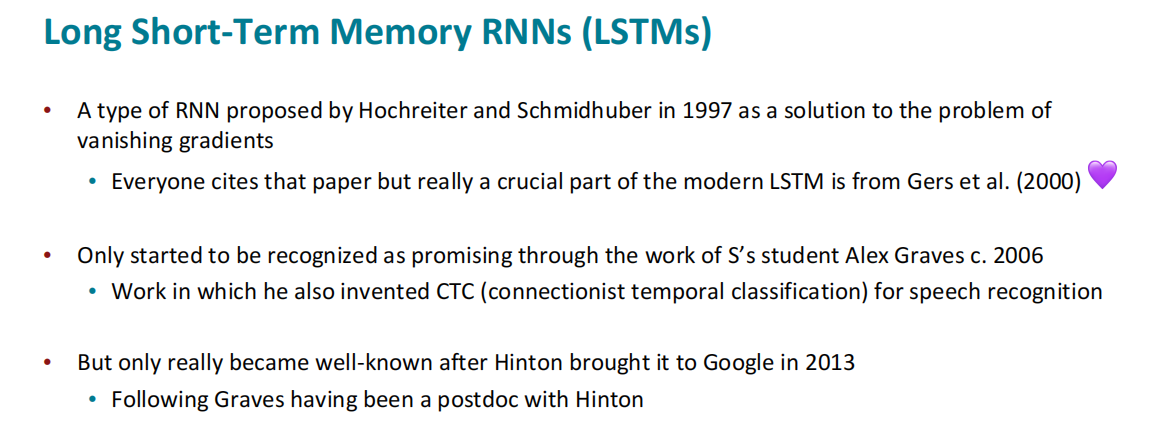 Long Short-Term Memory RNNs (LSTMs)
• A type of RNN proposed by Hochreiter and Schmidhuber in 1997 as a solution to the problem of
vanishing gradients
• Everyone cites that paper but really a crucial part of the modern LSTM is from Gers et al. (2000) 💜
• Only started to be recognized as promising through the work of S’s student Alex Graves c. 2006
• Work in which he also invented CTC (connectionist temporal classification) for speech recognition
• But only really became well-known after Hinton brought it to Google in 2013
• Following Graves having been a postdoc with Hinton